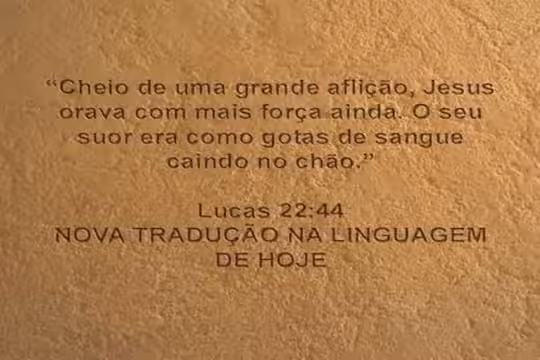 “Cheio de uma grande aflição, Jesus
orava com mais força ainda. O seu
suor era como gotas de sangue
caindo no chão.”
Lucas 22:44
NOVA TRADUÇÃO NA LINGUAGEM
DE HOJE